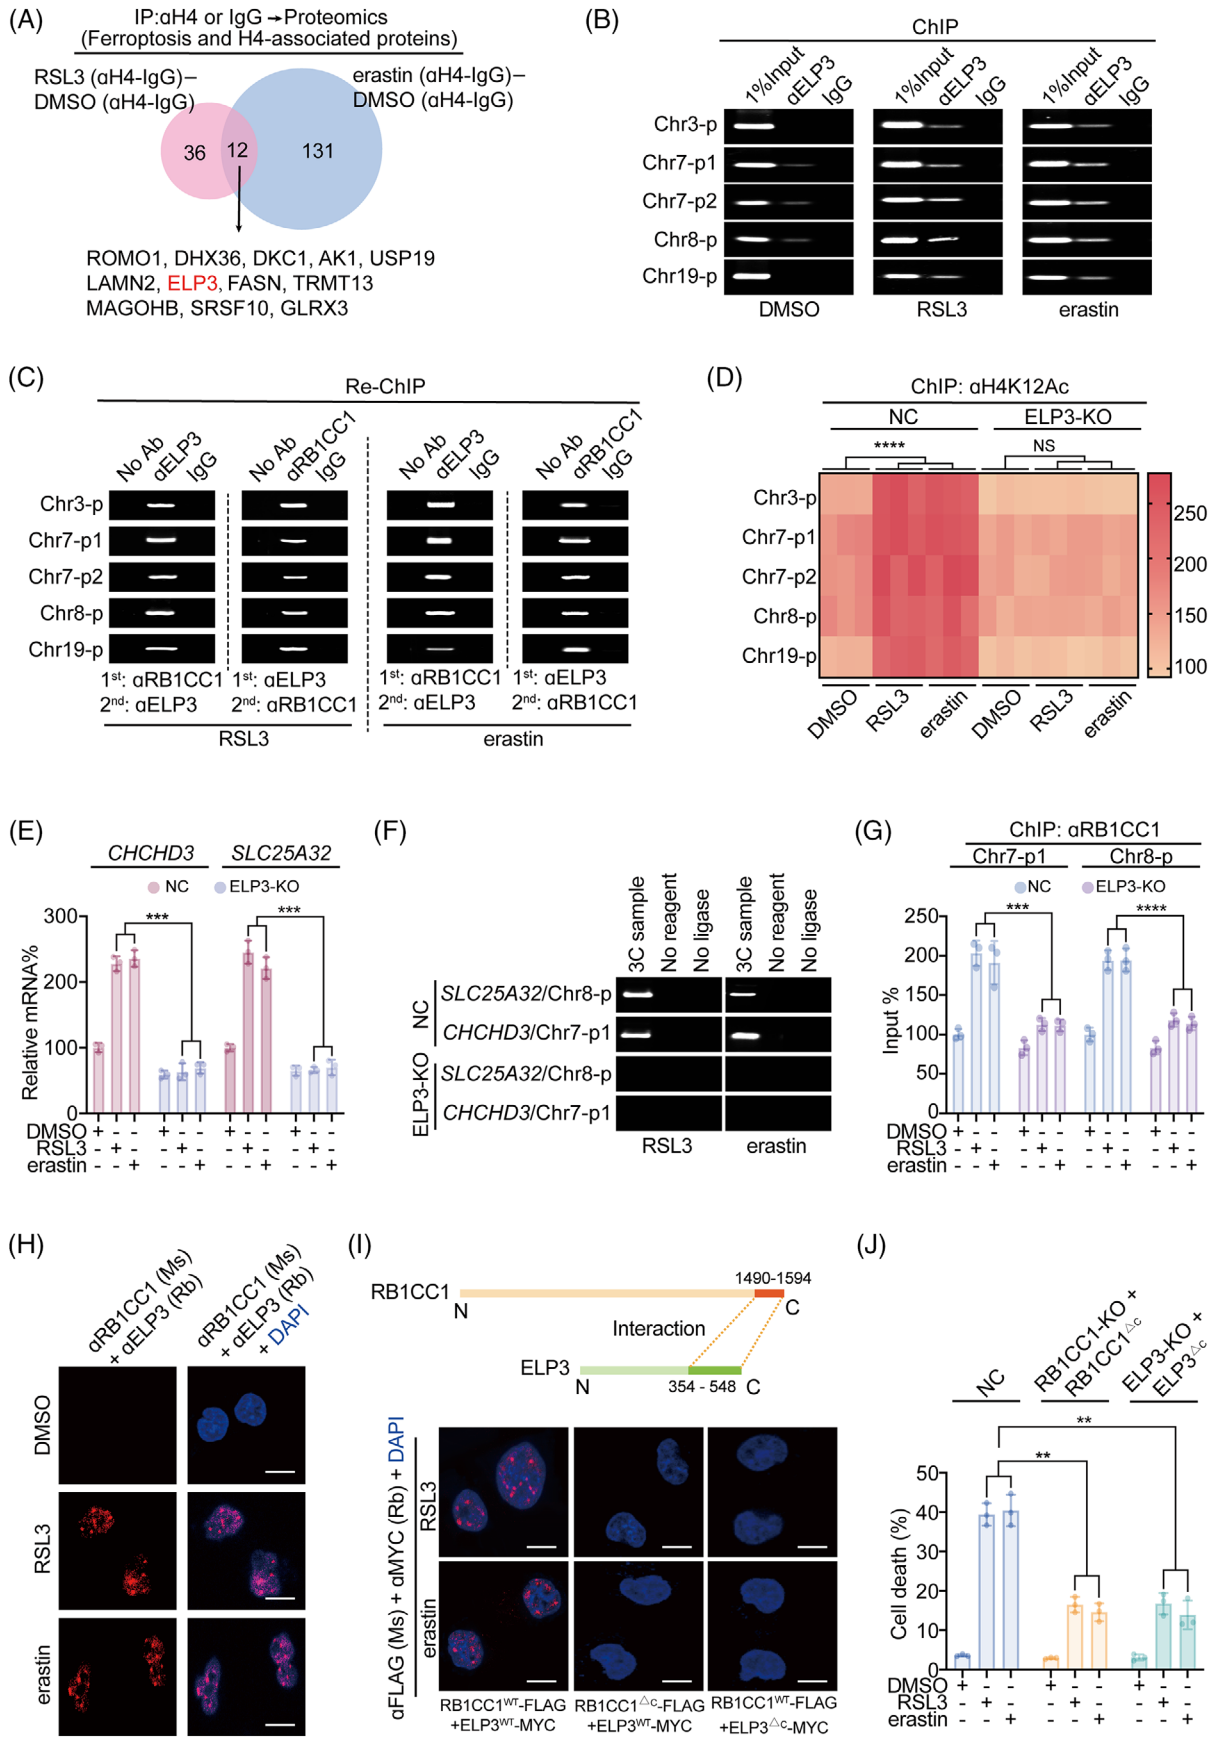 (A)
IP:αH4 or IgG → Proteomics
(Ferroptosis and H4-associated proteins)
RSL3 (αH4-IgG)–
DMSO (αH4-IgG)
erastin (αH4-IgG)–
DMSO (αH4-IgG)
36 12 131
ROMO1, DHX36, DKC1, AK1, USP19
LAMN2, ELP3, FASN, TRMT13
MAGOHB, SRSF10, GLRX3
(B)
ChIP
1%Input αELP3 IgG 1%Input αELP3 IgG 1%Input αELP3 IgG
Chr3-p
Chr7-p1
Chr7-p2
Chr8-p
Chr19-p
DMSO RSL3 erastin
(C)
Re-ChIP
No Ab αELP3 IgG No Ab αRB1CC1 IgG No Ab αELP3 IgG No Ab αRB1CC1 IgG
Chr3-p
Chr7-p1
Chr7-p2
Chr8-p
Chr19-p
1st: αRB1CC1 1st: αELP3 1st: αRB1CC1 1st: αELP3
2nd: αELP3 2nd: αRB1CC1 2nd: αELP3 2nd: αRB1CC1
RSL3 erastin
(D)
ChIP: αH4K12Ac
NC ELP3-KO
**** NS
Chr3-p
Chr7-p1
Chr7-p2
Chr8-p
Chr19-p
250
200
150
100
DMSO RSL3 erastin DMSO RSL3 erastin
(E)
CHCHD3 SLC25A32
NC ELP3-KO
*** ***
Relative mRNA%
300
200
100
0
DMSO + - - + - - + - - + - -
RSL3 - + - - + - - + - - + -
erastin - - + - - + - - + - - +
(F)
3C sample No reagent No ligase 3C sample No reagent No ligase
NC
SLC25A32/Chr8-p
CHCHD3/Chr7-p1
ELP3-KO
SLC25A32/Chr8-p
CHCHD3/Chr7-p1
RSL3 erastin
(G)
ChIP: αRB1CC1
Chr7-p1 Chr8-p
NC ELP3-KO
*** ****
Input %
250
200
150
100
50
0
DMSO + - - + - - + - - + - -
RSL3 - + - - + - - + - - + -
erastin - - + - - + - - + - - +
(H)
αRB1CC1 (Ms)
+ αELP3 (Rb)
αRB1CC1 (Ms)
+ αELP3 (Rb)
+ DAPI
DMSO
RSL3
erastin
(I)
1490-1594
RB1CC1
N C
Interaction
ELP3
N 354 - 548 C
αFLAG (Ms) + αMYC (Rb) + DAPI
RSL3
erastin
RB1CC1WT-FLAG RB1CC1△c-FLAG RB1CC1WT-FLAG
+ELP3WT-MYC +ELP3WT-MYC +ELP3△c-MYC
(J)
NC
RB1CC1-KO +
RB1CC1△c
ELP3-KO +
ELP3△c
**
**
Cell death (%)
50
40
30
20
10
0
DMSO + - - + - - + - -
RSL3 - + - - + - - + -
erastin - - + - - + - - +